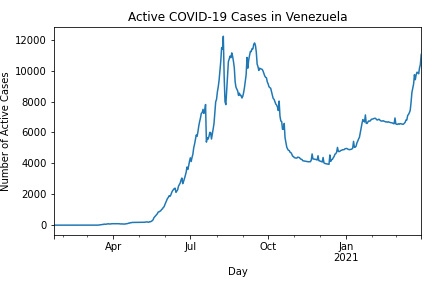 Active COVID-19 Cases in Venezuela
Number of Active Cases
12000
10000
8000
6000
4000
2000
0
Apr
Jul
Oct
Jan
2021
Day